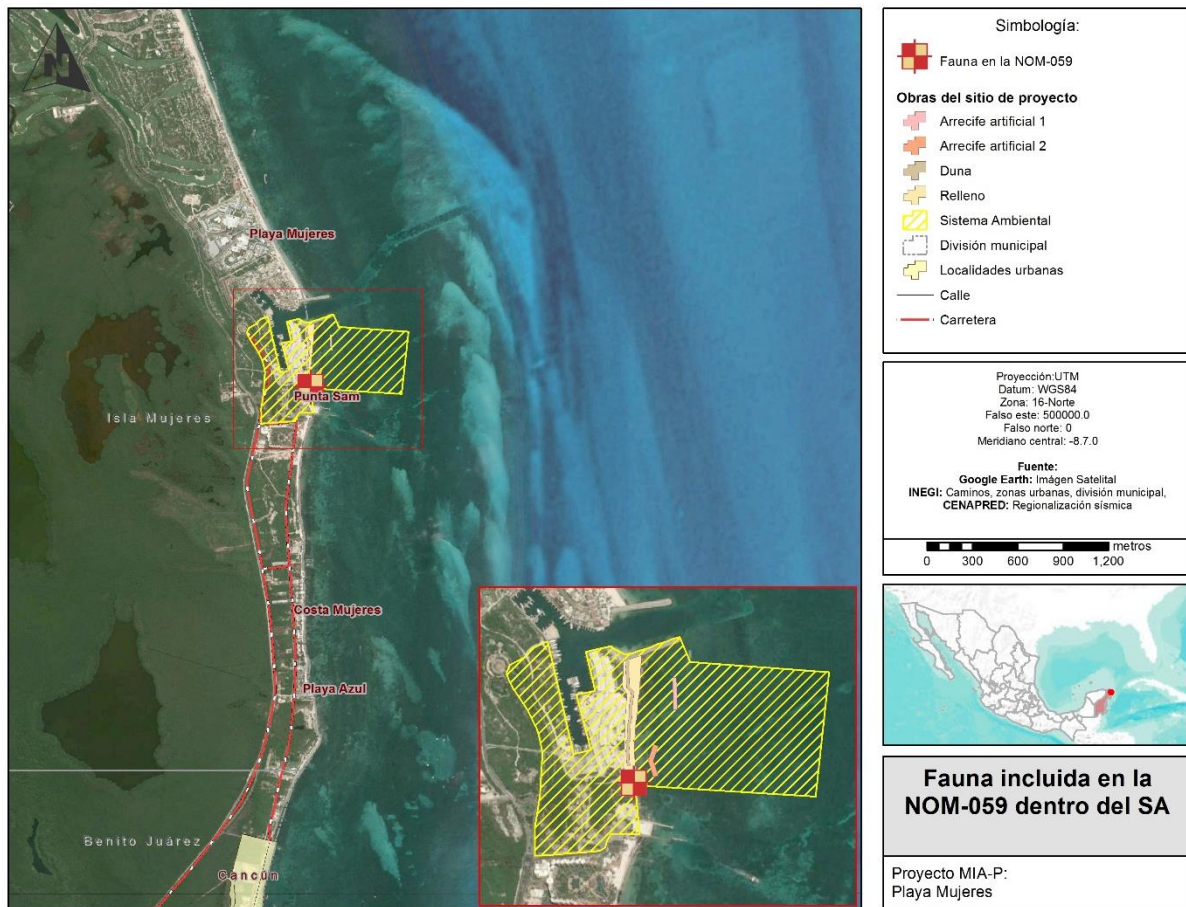 N
Playa Mujeres
Punta Sam
Isla Mujeres
Costa Mujeres
Playa Azul
Benito Juárez
Cancún
Simbología:
Fauna en la NOM-059
Obras del sitio de proyecto
Arrecife artificial 1
Arrecife artificial 2
Duna
Relleno
Sistema Ambiental
División municipal
Localidades urbanas
Calle
Carretera
Proyección:UTM
Datum: WGS84
Zona: 16-Norte
Falso este: 500000.0
Falso norte: 0
Meridiano central: -8.7.0
Fuente:
Google Earth: Imágen Satelital
INEGI: Caminos, zonas urbanas, división municipal,
CENAPRED: Regionalización sísmica
metros
0 300 600 900 1,200
Fauna incluida en la
NOM-059 dentro del SA
Proyecto MIA-P:
Playa Mujeres